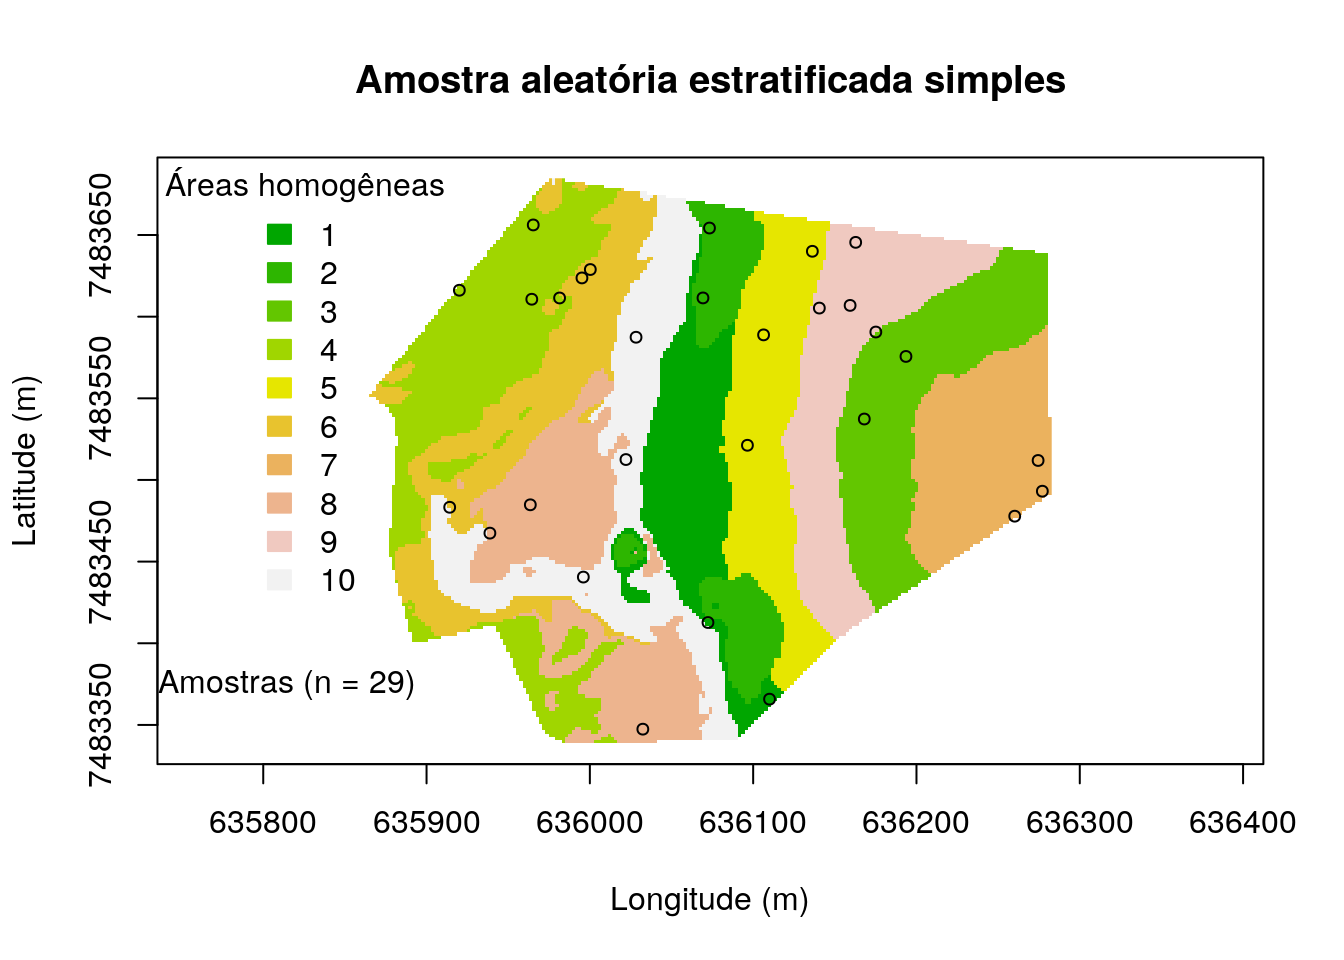 Amostra aleatória estratificada simples
Áreas homogêneas
1
2
3
4
5
6
7
8
9
10
Amostras (n = 29)
Latitude (m)
7483650
7483550
7483450
7483350
635800 635900 636000 636100 636200 636300 636400
Longitude (m)